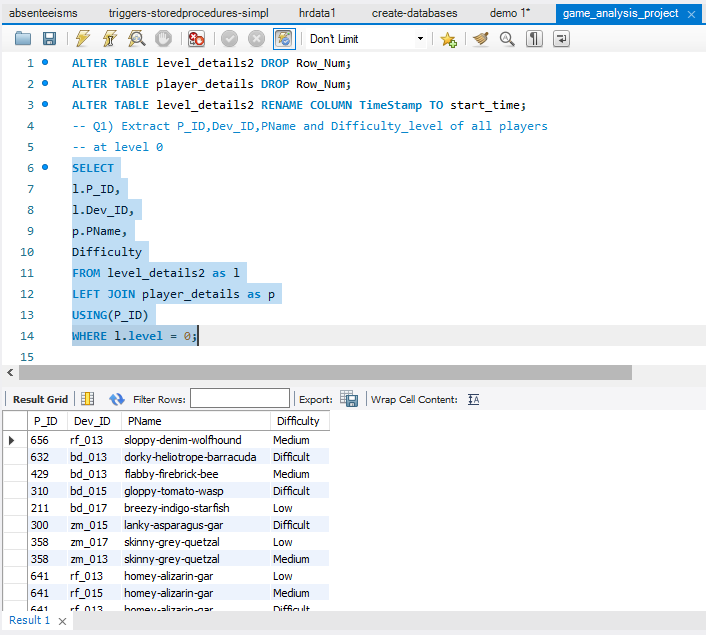 absenteeisms triggers-storedprocedures-simpl hrdata1 create-databases demo 1* game_analysis_project
Don't Limit
1 ALTER TABLE level_details2 DROP Row_Num;
2 ALTER TABLE player_details DROP Row_Num;
3 ALTER TABLE level_details2 RENAME COLUMN TimeStamp TO start_time;
4 -- Q1) Extract P_ID,Dev_ID,PName and Difficulty_level of all players
5 -- at level 0
6 SELECT
7 l.P_ID,
8 l.Dev_ID,
9 p.PName,
10 Difficulty
11 FROM level_details2 as l
12 LEFT JOIN player_details as p
13 USING(P_ID)
14 WHERE l.level = 0;
15
Result Grid Filter Rows: Export: Wrap Cell Content:
P_ID Dev_ID PName Difficulty
656 rf_013 sloppy-denim-wolfhound Medium
632 bd_013 dorky-heliotrope-barracuda Difficult
429 bd_013 flabby-firebrick-bee Medium
310 bd_015 gloppy-tomato-wasp Difficult
211 bd_017 breezy-indigo-starfish Low
300 zm_015 lanky-asparagus-gar Difficult
358 zm_017 skinny-grey-quetzal Low
358 zm_013 skinny-grey-quetzal Medium
641 rf_013 homey-alizarin-gar Low
641 rf_015 homey-alizarin-gar Medium
641 rf_013 homey-alizarin-gar Difficult
Result 1